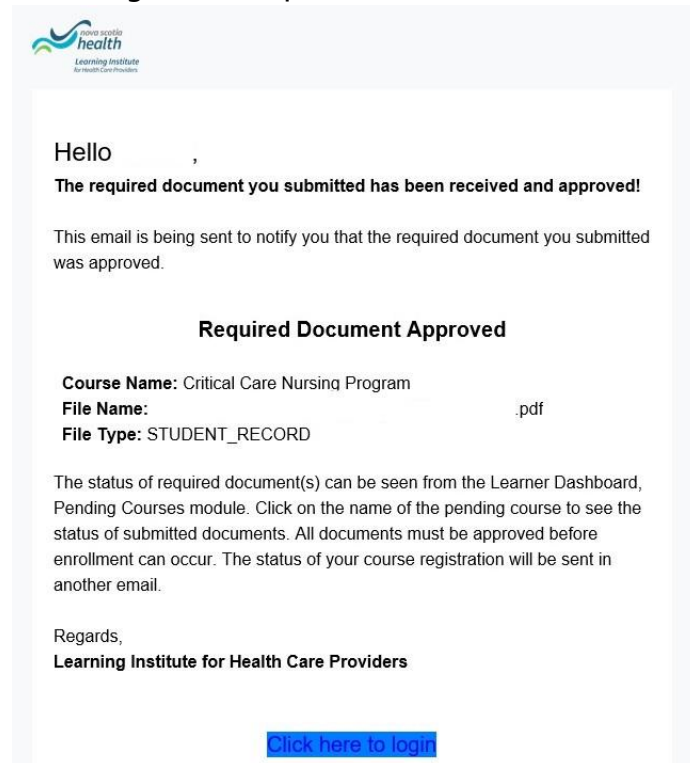 nova scotia
health
Learning Institute
for Health Care Providers
Hello ,
The required document you submitted has been received and approved!
This email is being sent to notify you that the required document you submitted
was approved.
Required Document Approved
Course Name: Critical Care Nursing Program
File Name: .pdf
File Type: STUDENT_RECORD
The status of required document(s) can be seen from the Learner Dashboard,
Pending Courses module. Click on the name of the pending course to see the
status of submitted documents. All documents must be approved before
enrollment can occur. The status of your course registration will be sent in
another email.
Regards,
Learning Institute for Health Care Providers
Click here to login